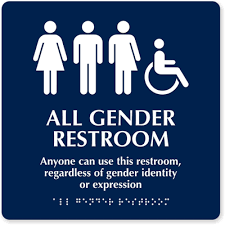 ALL GENDER
RESTROOM
Anyone can use this restroom,
regardless of gender identity
or expression
⠁⠇⠇ ⠛⠑⠝⠙⠑⠗ ⠗⠑⠎⠞⠗⠕⠕⠍